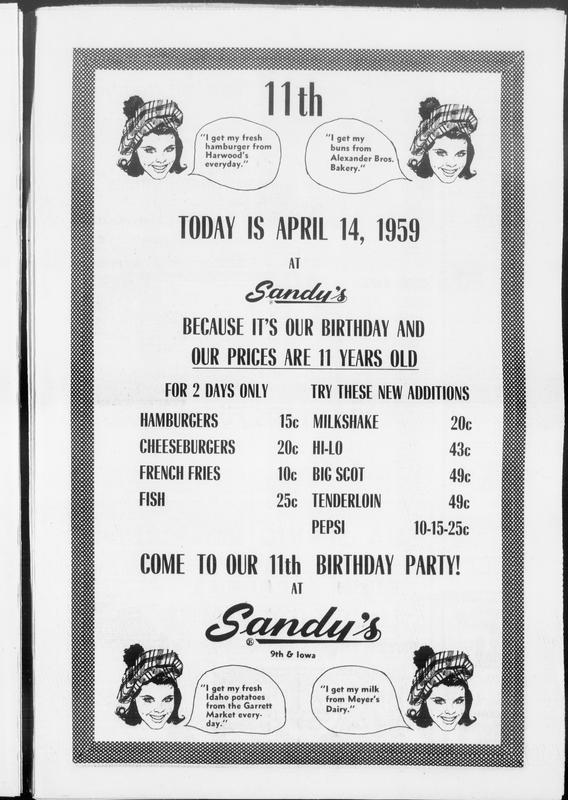 11th
"I get my fresh
hamburger from
Harwood's
everyday."
"I get my
buns from
Alexander Bros.
Bakery."
TODAY IS APRIL 14, 1959
AT
Sandy's
BECAUSE IT'S OUR BIRTHDAY AND
OUR PRICES ARE 11 YEARS OLD
FOR 2 DAYS ONLY TRY THESE NEW ADDITIONS
HAMBURGERS 15c MILKSHAKE 20c
CHEESEBURGERS 20c HI-LO 43c
FRENCH FRIES 10c BIG SCOT 49c
FISH 25c TENDERLOIN 49c
PEPSI 10-15-25c
COME TO OUR 11th BIRTHDAY PARTY!
AT
Sandy's
®
9th & Iowa
"I get my fresh
Idaho potatoes
from the Garrett
Market every-
day."
"I get my milk
from Meyer's
Dairy."